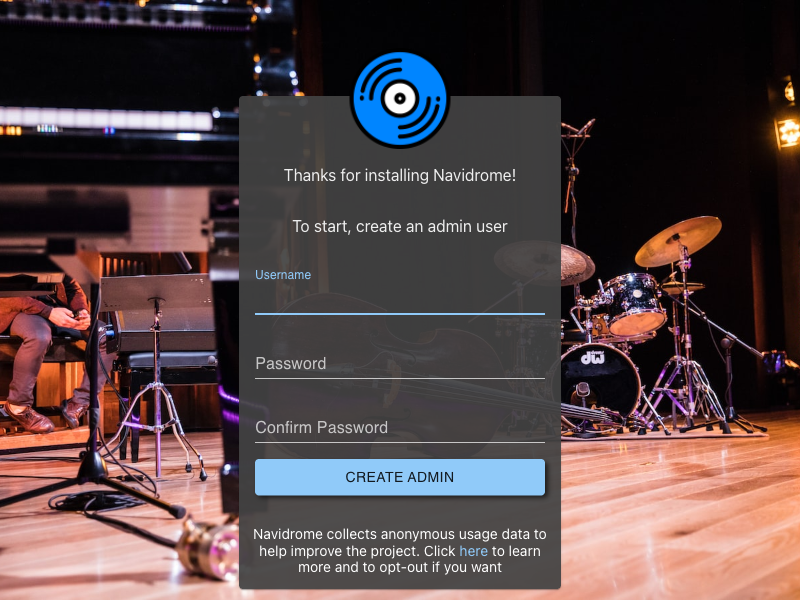 Thanks for installing Navidrome!
To start, create an admin user
Username
Password
Confirm Password
CREATE ADMIN
Navidrome collects anonymous usage data to
help improve the project. Click here to learn
more and to opt-out if you want
dw